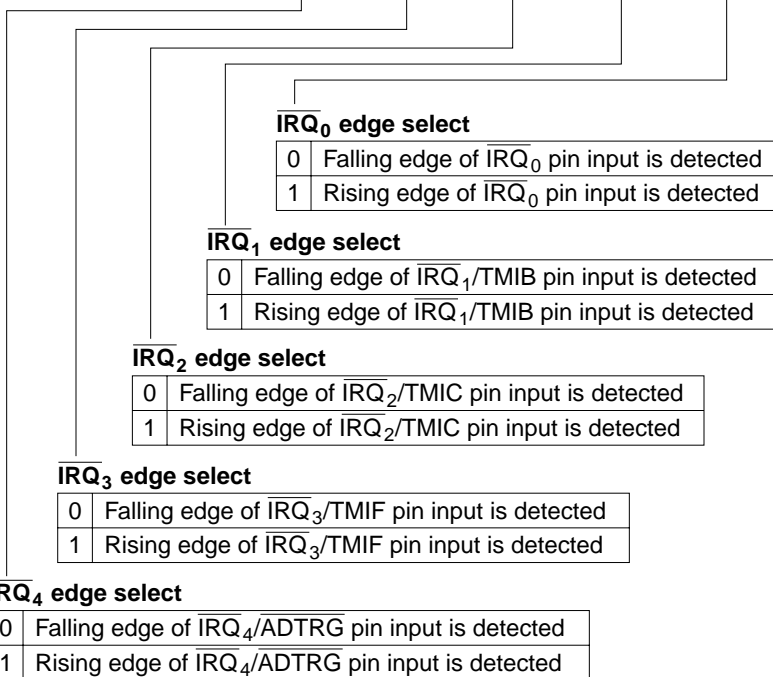 IRQ0 edge select
0 Falling edge of IRQ0 pin input is detected
1 Rising edge of IRQ0 pin input is detected
IRQ1 edge select
0 Falling edge of IRQ1/TMIB pin input is detected
1 Rising edge of IRQ1/TMIB pin input is detected
IRQ2 edge select
0 Falling edge of IRQ2/TMIC pin input is detected
1 Rising edge of IRQ2/TMIC pin input is detected
IRQ3 edge select
0 Falling edge of IRQ3/TMIF pin input is detected
1 Rising edge of IRQ3/TMIF pin input is detected
RQ4 edge select
0 Falling edge of IRQ4/ADTRG pin input is detected
1 Rising edge of IRQ4/ADTRG pin input is detected